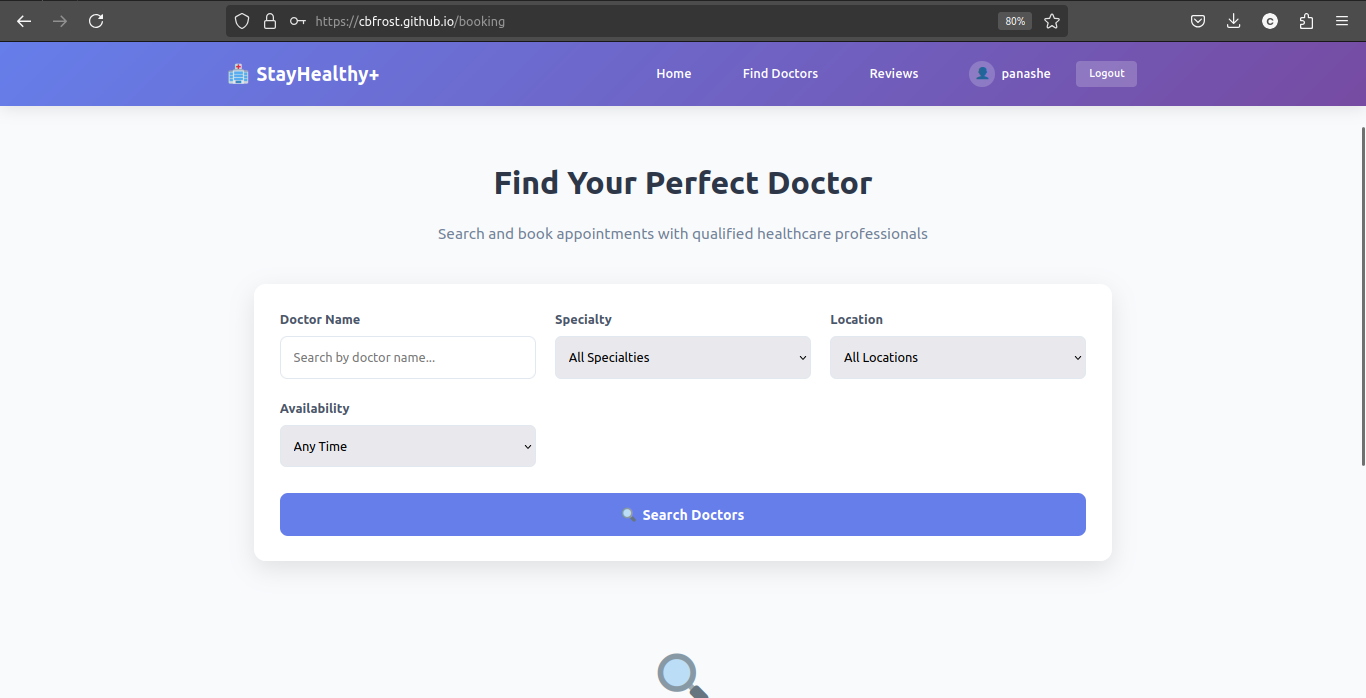 https://cbfrost.github.io/booking
80%
C
StayHealthy+
Home
Find Doctors
Reviews
panashe
Logout
Find Your Perfect Doctor
Search and book appointments with qualified healthcare professionals
Doctor Name
Specialty
Location
Search by doctor name...
All Specialties
All Locations
Availability
Any Time
Search Doctors